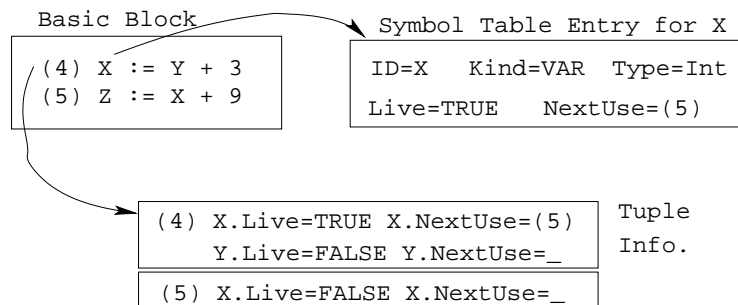 Basic Block
(4) X := Y + 3
(5) Z := X + 9
Symbol Table Entry for X
ID=X Kind=VAR Type=Int
Live=TRUE NextUse=(5)
(4) X.Live=TRUE X.NextUse=(5)
Y.Live=FALSE Y.NextUse=_
Tuple
Info.
(5) X.Live=FALSE X.NextUse=_